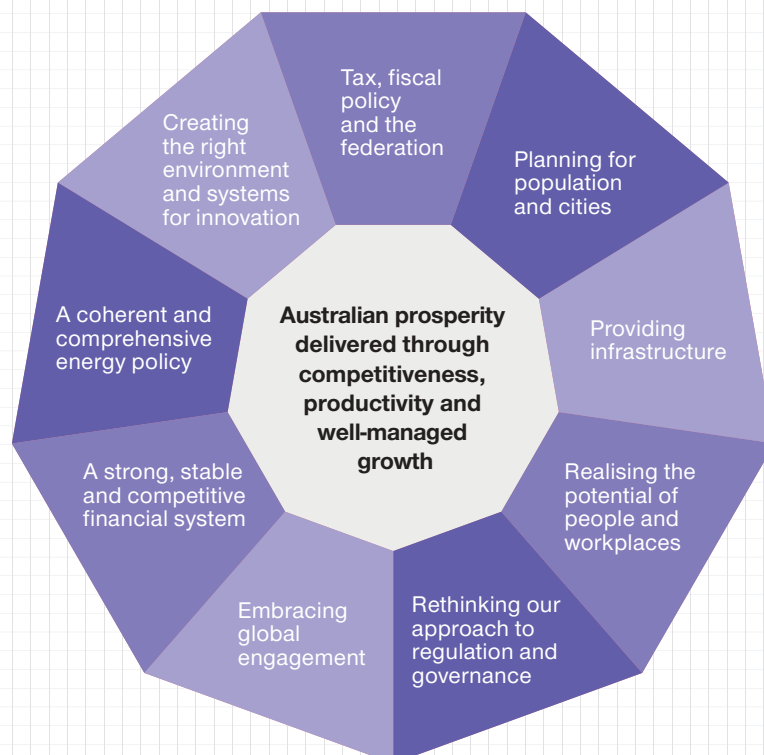 Tax, fiscal
policy
and the
federation
Planning for
population
and cities
Providing
infrastructure
Realising the
potential of
people and
workplaces
Rethinking our
approach to
regulation and
governance
Embracing
global
engagement
A strong, stable
and competitive
financial system
A coherent and
comprehensive
energy policy
Creating
the right
environment
and systems
for innovation
Australian prosperity
delivered through
competitiveness,
productivity and
well-managed
growth